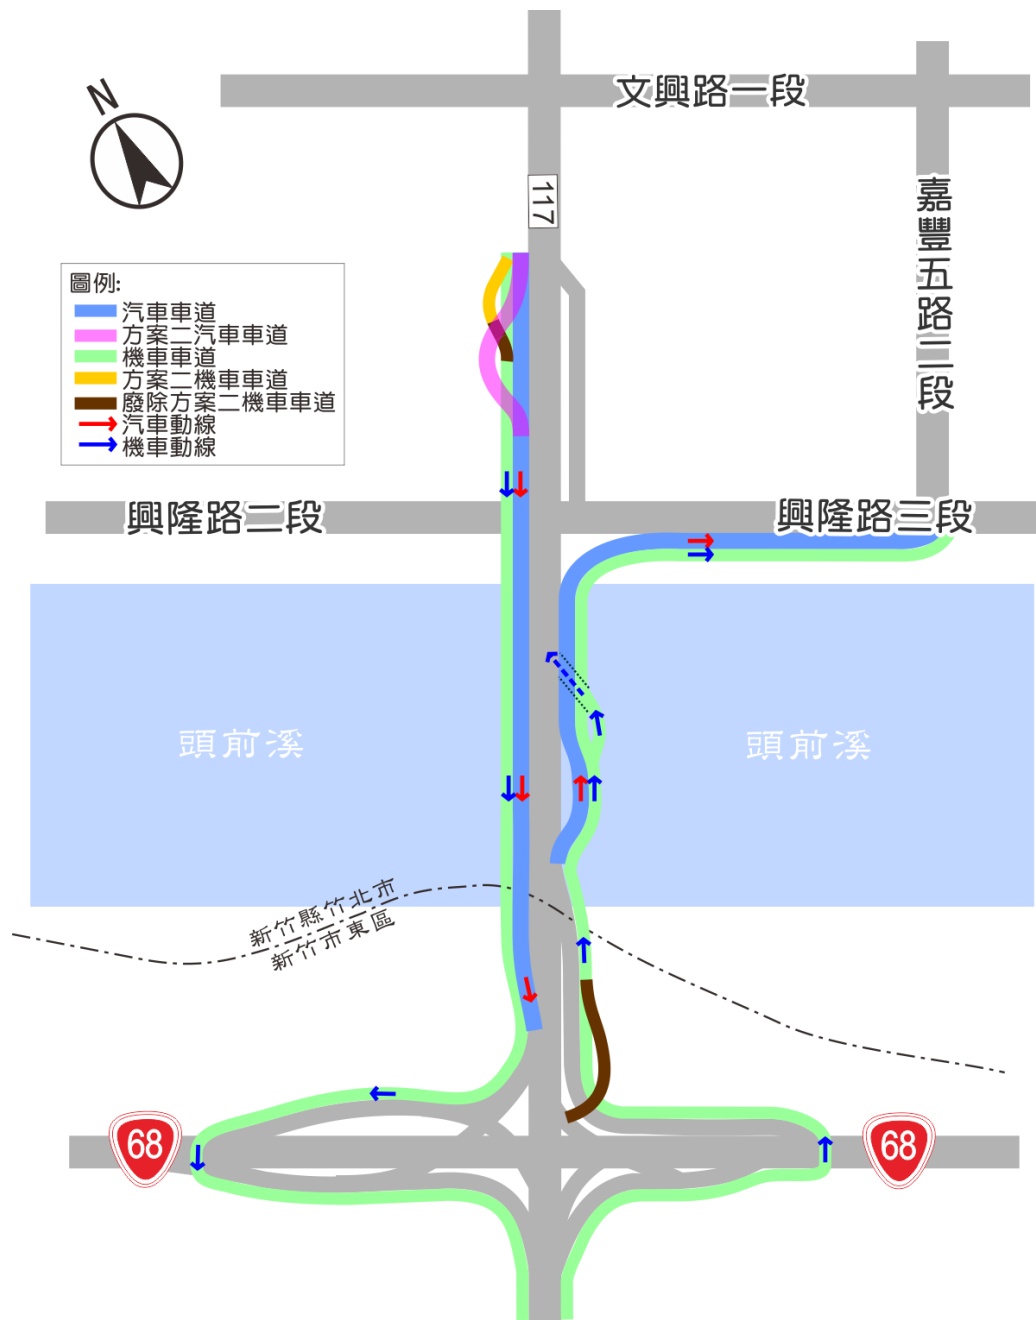 文興路一段
N
117
嘉豐五路二段
圖例:
汽車車道
方案二汽車車道
機車車道
方案二機車車道
廢除方案二機車車道
汽車動線
機車動線
興隆路二段
興隆路三段
頭前溪
頭前溪
新竹縣竹北市
新竹市東區
68
68